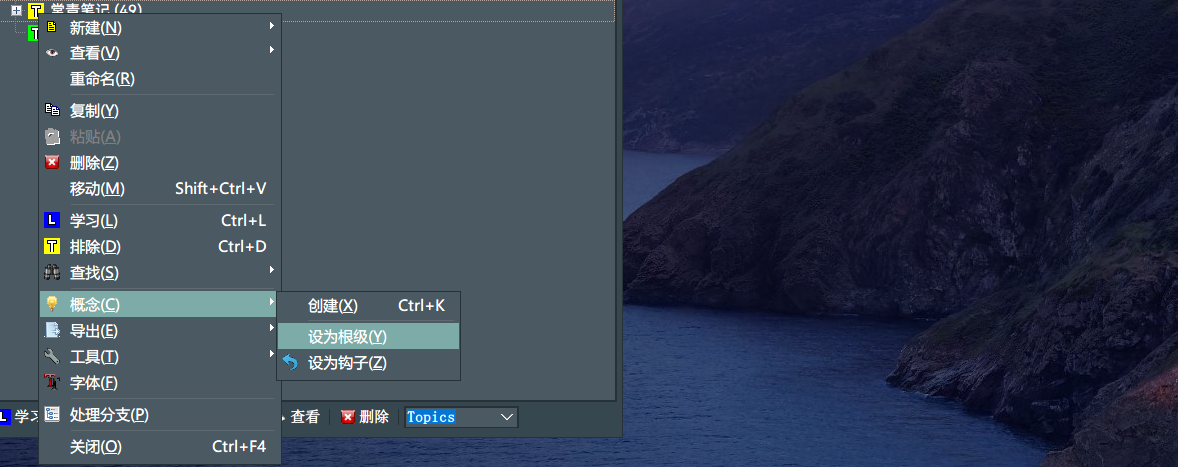 常青笔记 (49)
新建(N)
查看(V)
重命名(R)
复制(Y)
粘贴(A)
删除(Z)
移动(M) Shift+Ctrl+V
L 学习(L) Ctrl+L
T 排除(D) Ctrl+D
查找(S)
概念(C)
创建(X) Ctrl+K
导出(E)
设为根级(Y)
工具(T)
设为钩子(Z)
字体(F)
处理分支(P)
L 学习 查看 删除 Topics
关闭(O) Ctrl+F4